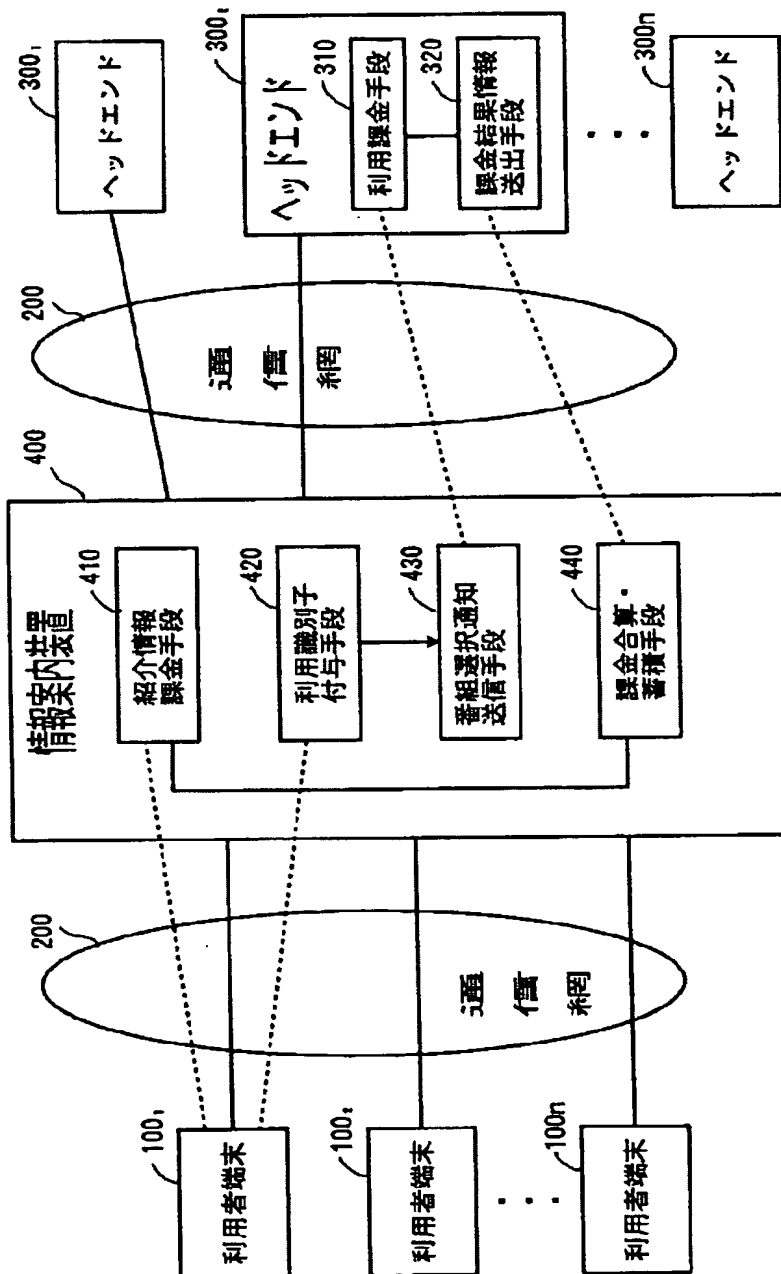 情報案内装置
400
紹介情報
課金手段
410
利用識別子
付与手段
420
番組選択通知
送信手段
430
課金合算・
蓄積手段
440
利用者端末
100₁
利用者端末
100₂
利用者端末
100n
通信網
200
通信網
200
ヘッドエンド
300₁
ヘッドエンド
300₂
利用課金手段
310
課金結果情報
送出手段
320
ヘッドエンド
300n